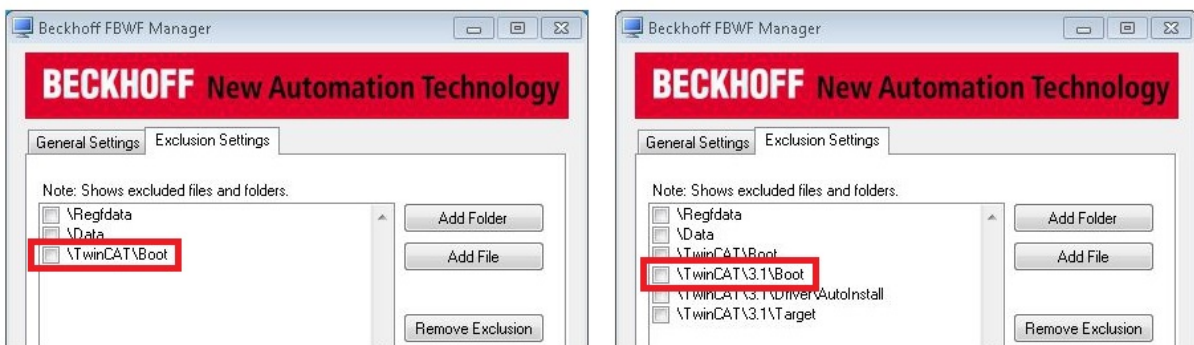 Beckhoff FBWF Manager
BECKHOFF New Automation Technology
General Settings Exclusion Settings
Note: Shows excluded files and folders.
\Regfdata
\Data
\TwinCAT\Boot
Add Folder
Add File
Remove Exclusion
Beckhoff FBWF Manager
BECKHOFF New Automation Technology
General Settings Exclusion Settings
Note: Shows excluded files and folders.
\Regfdata
\Data
\TwinCAT\Boot
\TwinCAT\3.1\Boot
\TwinCAT\3.1\Driver\AutoInstall
\TwinCAT\3.1\Target
Add Folder
Add File
Remove Exclusion